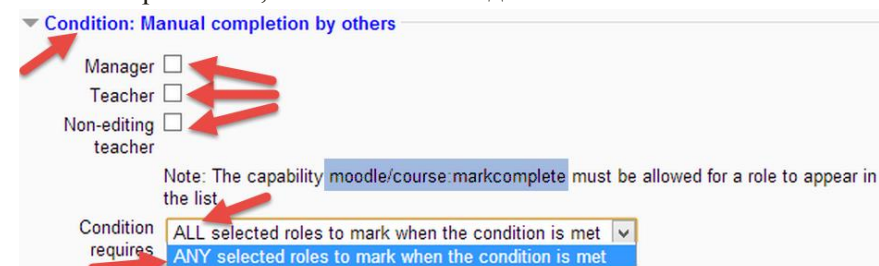 Condition: Manual completion by others
Manager
Teacher
Non-editing
teacher
Note: The capability moodle/course:markcomplete must be allowed for a role to appear in
the list.
Condition
requires
ALL selected roles to mark when the condition is met
ANY selected roles to mark when the condition is met